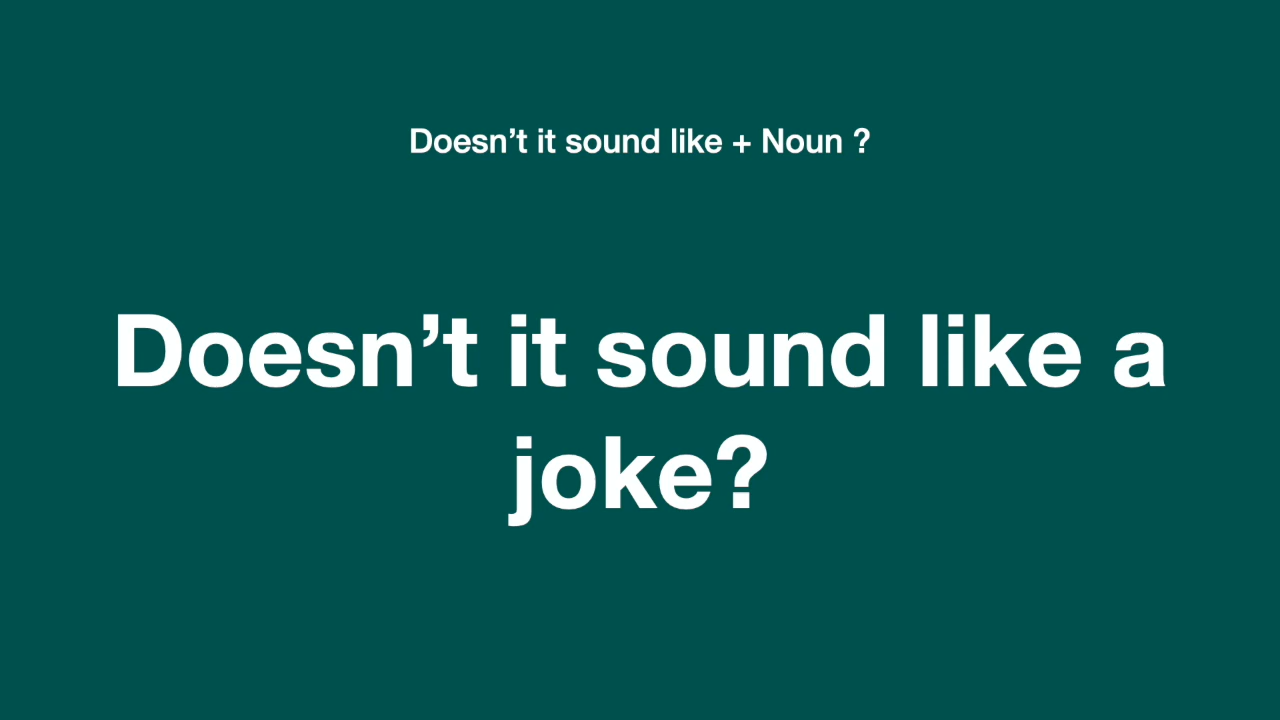 Doesn’t it sound like + Noun ?
Doesn’t it sound like a
joke?